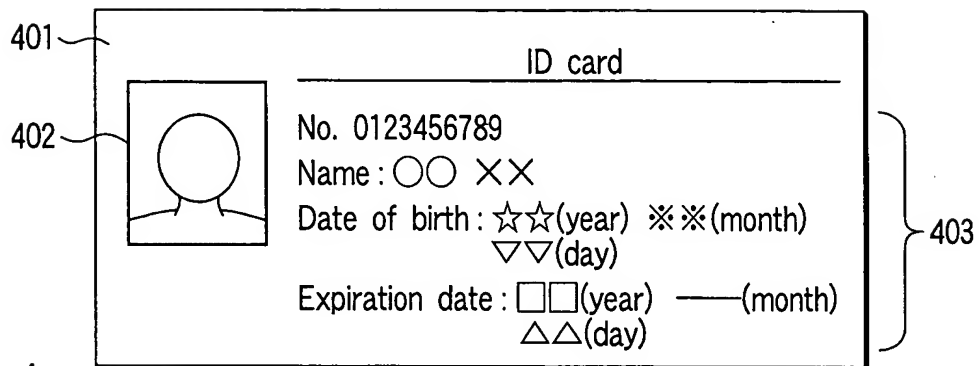 401
ID card
402
No. 0123456789
Name : ○○ ××
Date of birth : ☆☆(year) ※※(month)
▽▽(day)
403
Expiration date : □□(year) ——(month)
△△(day)